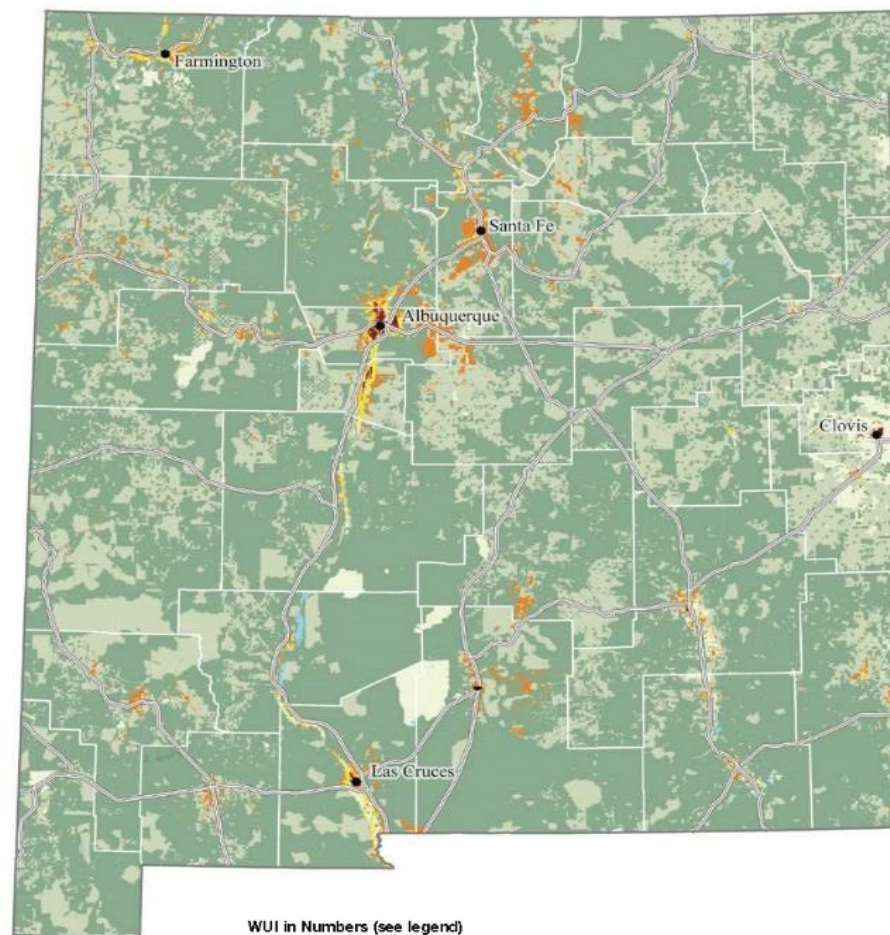 Farmington
Santa Fe
Albuquerque
Clovis
Las Cruces
WUI in Numbers (see legend)